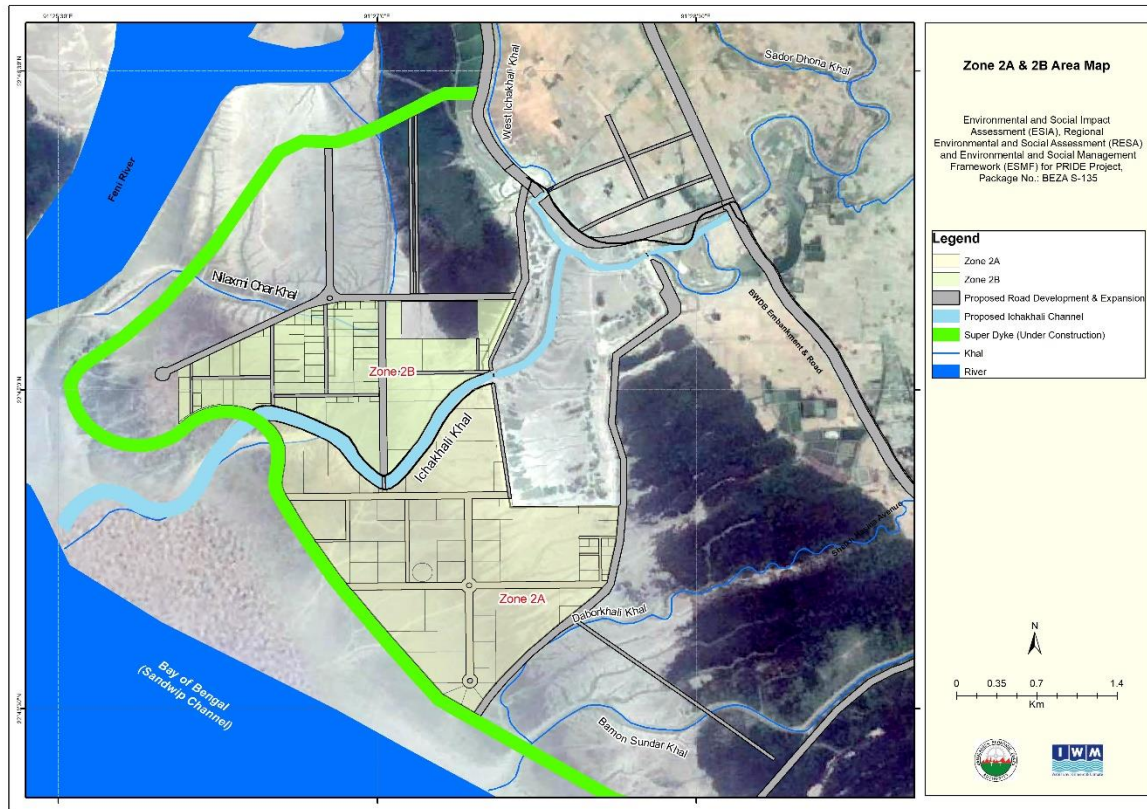 Zone 2A & 2B Area Map
Environmental and Social Impact
Assessment (ESIA), Regional
Environmental and Social Assessment (RESA)
and Environmental and Social Management
Framework (ESMF) for PRIDE Project,
Package No.: BEZA S-135
Legend
Zone 2A
Zone 2B
Proposed Road Development & Expansion
Proposed Ichakhali Channel
Super Dyke (Under Construction)
Khal
River
N
0 0.35 0.7 1.4
Km
IWM
Sador Dhona Khal
West Ichakhali Khal
Feni River
Nilaxmi Char Khal
BWDB Embankment & Road
Zone 2B
Ichakhali Khal
Zone 2A
Daborkhali Khal
Bay of Bengal
(Sandwip Channel)
Bamon Sundar Khal